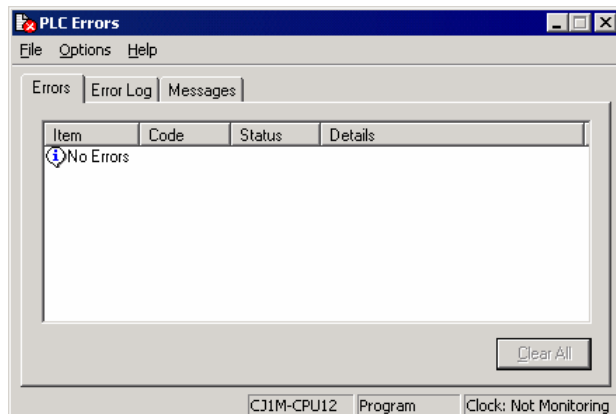 PLC Errors
File Options Help
Errors Error Log Messages
Item Code Status Details
No Errors
Clear All
CJ1M-CPU12 Program Clock: Not Monitoring